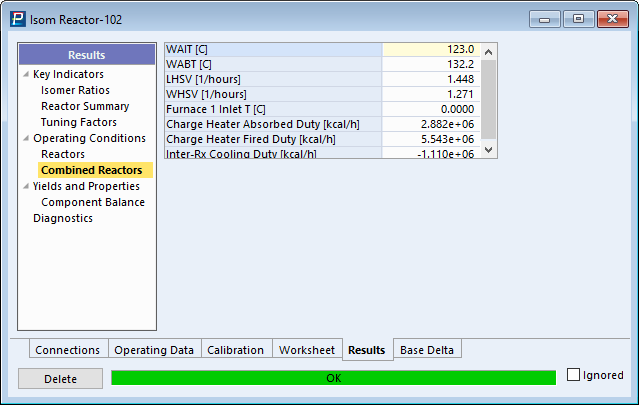 Isom Reactor-102
Results
Key Indicators
Isomer Ratios
Reactor Summary
Tuning Factors
Operating Conditions
Reactors
Combined Reactors
Yields and Properties
Component Balance
Diagnostics
WAIT [C] 123.0
WABT [C] 132.2
LHSV [1/hours] 1.448
WHSV [1/hours] 1.271
Furnace 1 Inlet T [C] 0.0000
Charge Heater Absorbed Duty [kcal/h] 2.882e+06
Charge Heater Fired Duty [kcal/h] 5.543e+06
Inter-Rx Cooling Duty [kcal/h] -1.110e+06
Connections Operating Data Calibration Worksheet Results Base Delta
Delete OK Ignored